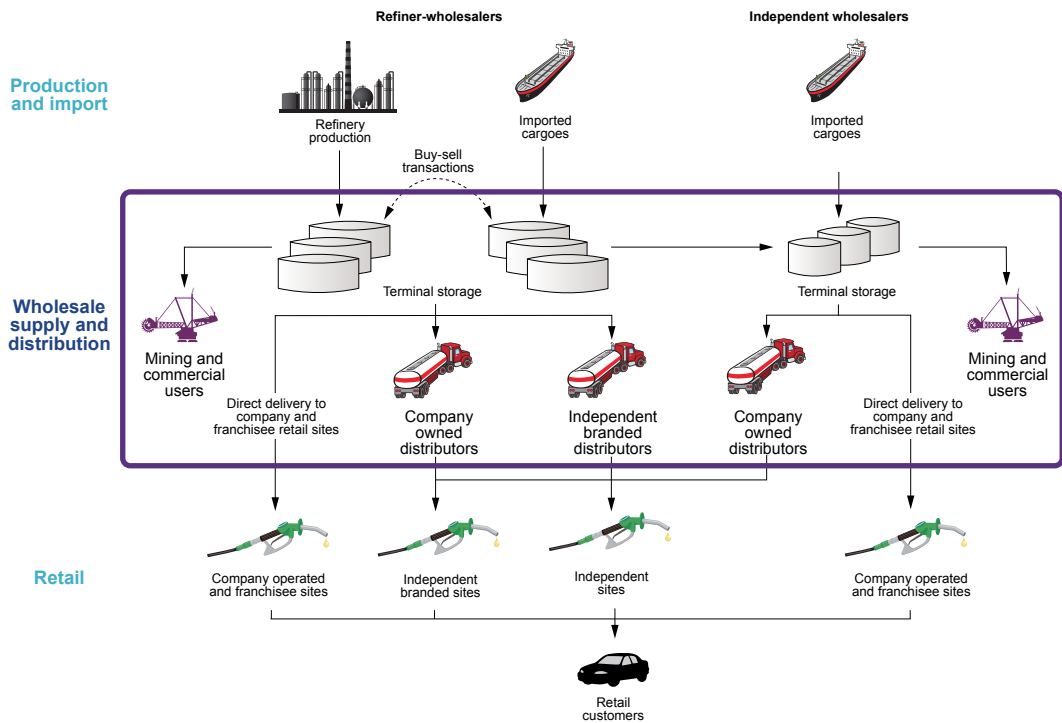 Refiner-wholesalers
Independent wholesalers
Production
and import
Refinery
production
Imported
cargoes
Imported
cargoes
Buy-sell
transactions
Wholesale
supply and
distribution
Terminal storage
Terminal storage
Mining and
commercial
users
Mining and
commercial
users
Direct delivery to
company and
franchisee retail sites
Company
owned
distributors
Independent
branded
distributors
Company
owned
distributors
Direct delivery to
company and
franchisee retail sites
Retail
Company operated
and franchisee sites
Independent
branded sites
Independent
sites
Company operated
and franchisee sites
Retail
customers